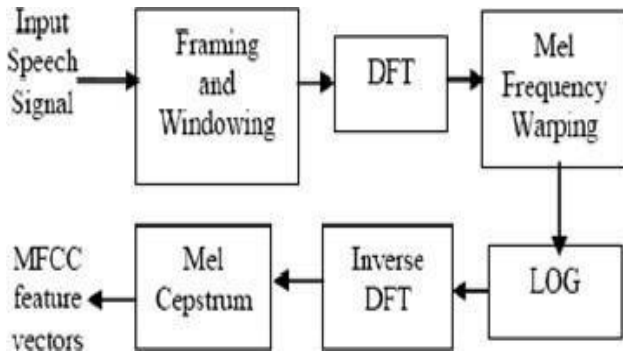 Input
Speech
Signal
Framing
and
Windowing
DFT
Mel
Frequency
Warping
LOG
Inverse
DFT
Mel
Cepstrum
MFCC
feature
vectors